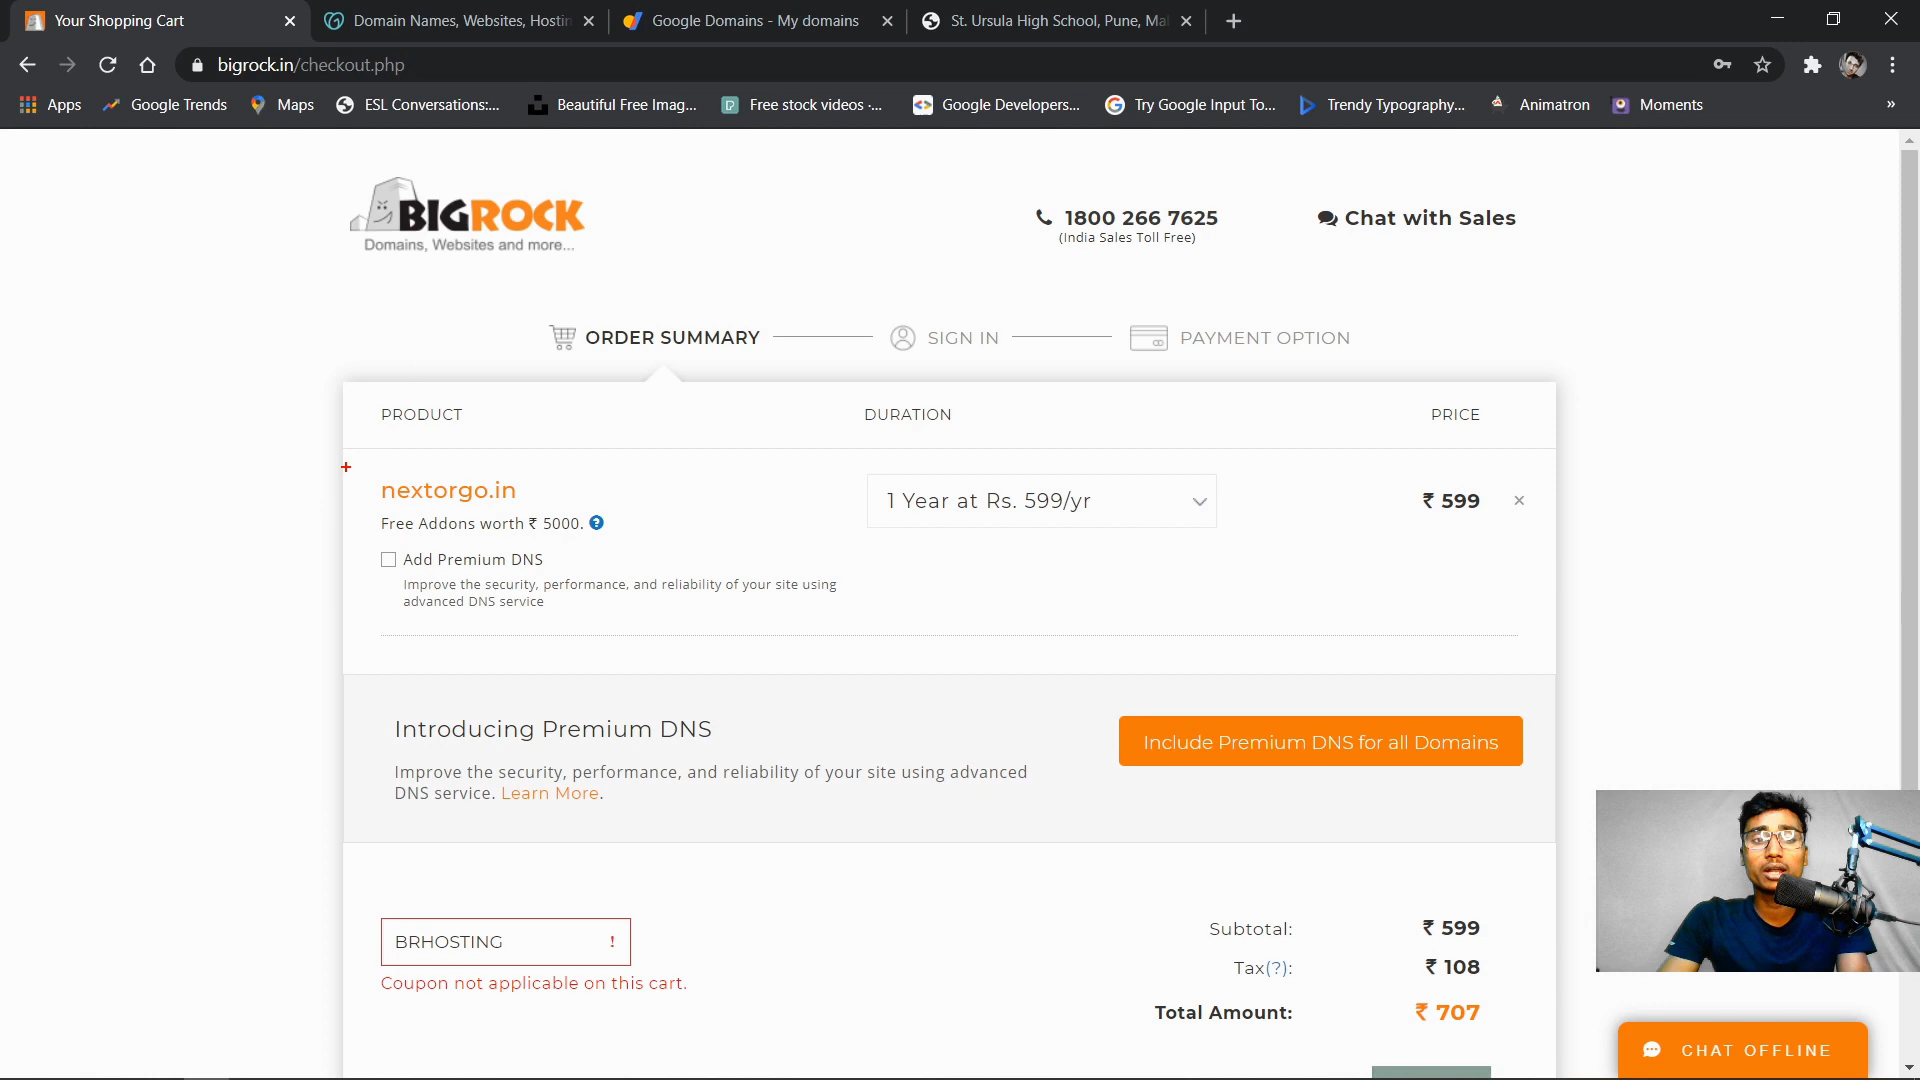 Your Shopping Cart
Domain Names, Websites, Hostin
Google Domains - My domains
St. Ursula High School, Pune, Mal
bigrock.in/checkout.php
Apps
Google Trends
Maps
ESL Conversations:...
Beautiful Free Imag...
Free stock videos ·...
Google Developers...
Try Google Input To...
Trendy Typography...
Animatron
Moments
»
BIGROCK
Domains, Websites and more...
1800 266 7625
(India Sales Toll Free)
Chat with Sales
ORDER SUMMARY
SIGN IN
PAYMENT OPTION
PRODUCT
DURATION
PRICE
nextorgo.in
1 Year at Rs. 599/yr
₹ 599
Free Addons worth ₹ 5000. ?
Add Premium DNS
Improve the security, performance, and reliability of your site using
advanced DNS service
Introducing Premium DNS
Include Premium DNS for all Domains
Improve the security, performance, and reliability of your site using advanced
DNS service. Learn More.
BRHOSTING !
Coupon not applicable on this cart.
Subtotal: ₹ 599
Tax(?): ₹ 108
Total Amount: ₹ 707
CHAT OFFLINE